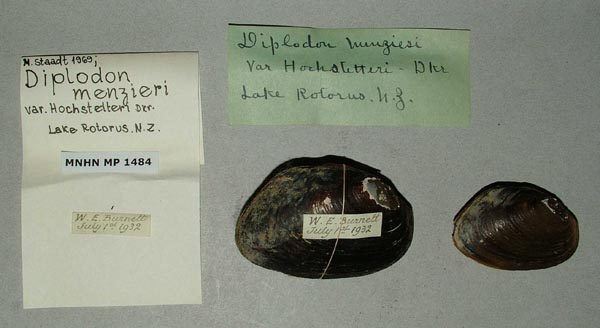 M. Staadt 1969;
Diplodon
menzieri
var. Hochstetteri Dkr.
Lake Rotorus. N.Z.
MNHN MP 1484
W. E. Burnett
July 1st 1932
Diplodon menziesi
Var Hochstetteri - Dkr
Lake Rotorus. N.Z.
W. E. Burnett
July 1st 1932